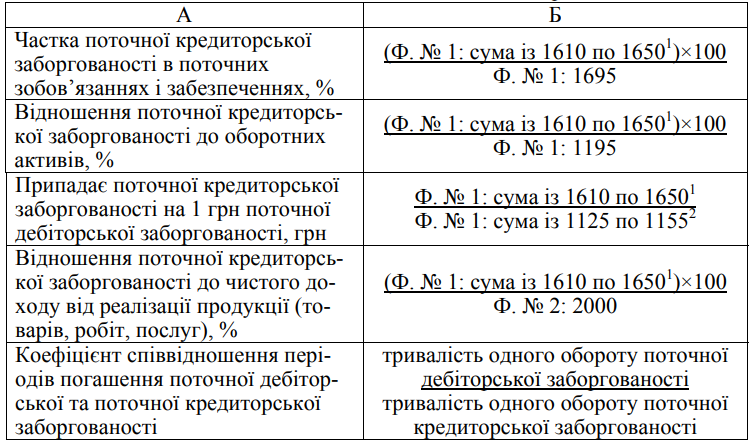 А
Б
Частка поточної кредиторської
заборгованості в поточних
зобов’язаннях і забезпеченнях, %
(Ф. № 1: сума із 1610 по 1650¹)×100
Ф. № 1: 1695
Відношення поточної кредиторсь-
кої заборгованості до оборотних
активів, %
(Ф. № 1: сума із 1610 по 1650¹)×100
Ф. № 1: 1195
Припадає поточної кредиторської
заборгованості на 1 грн поточної
дебіторської заборгованості, грн
Ф. № 1: сума із 1610 по 1650¹
Ф. № 1: сума із 1125 по 1155²
Відношення поточної кредиторсь-
кої заборгованості до чистого до-
ходу від реалізації продукції (то-
варів, робіт, послуг), %
(Ф. № 1: сума із 1610 по 1650¹)×100
Ф. № 2: 2000
Коефіцієнт співвідношення пері-
одів погашення поточної дебітор-
ської та поточної кредиторської
заборгованості
тривалість одного обороту поточної
дебіторської заборгованості
тривалість одного обороту поточної
кредиторської заборгованості